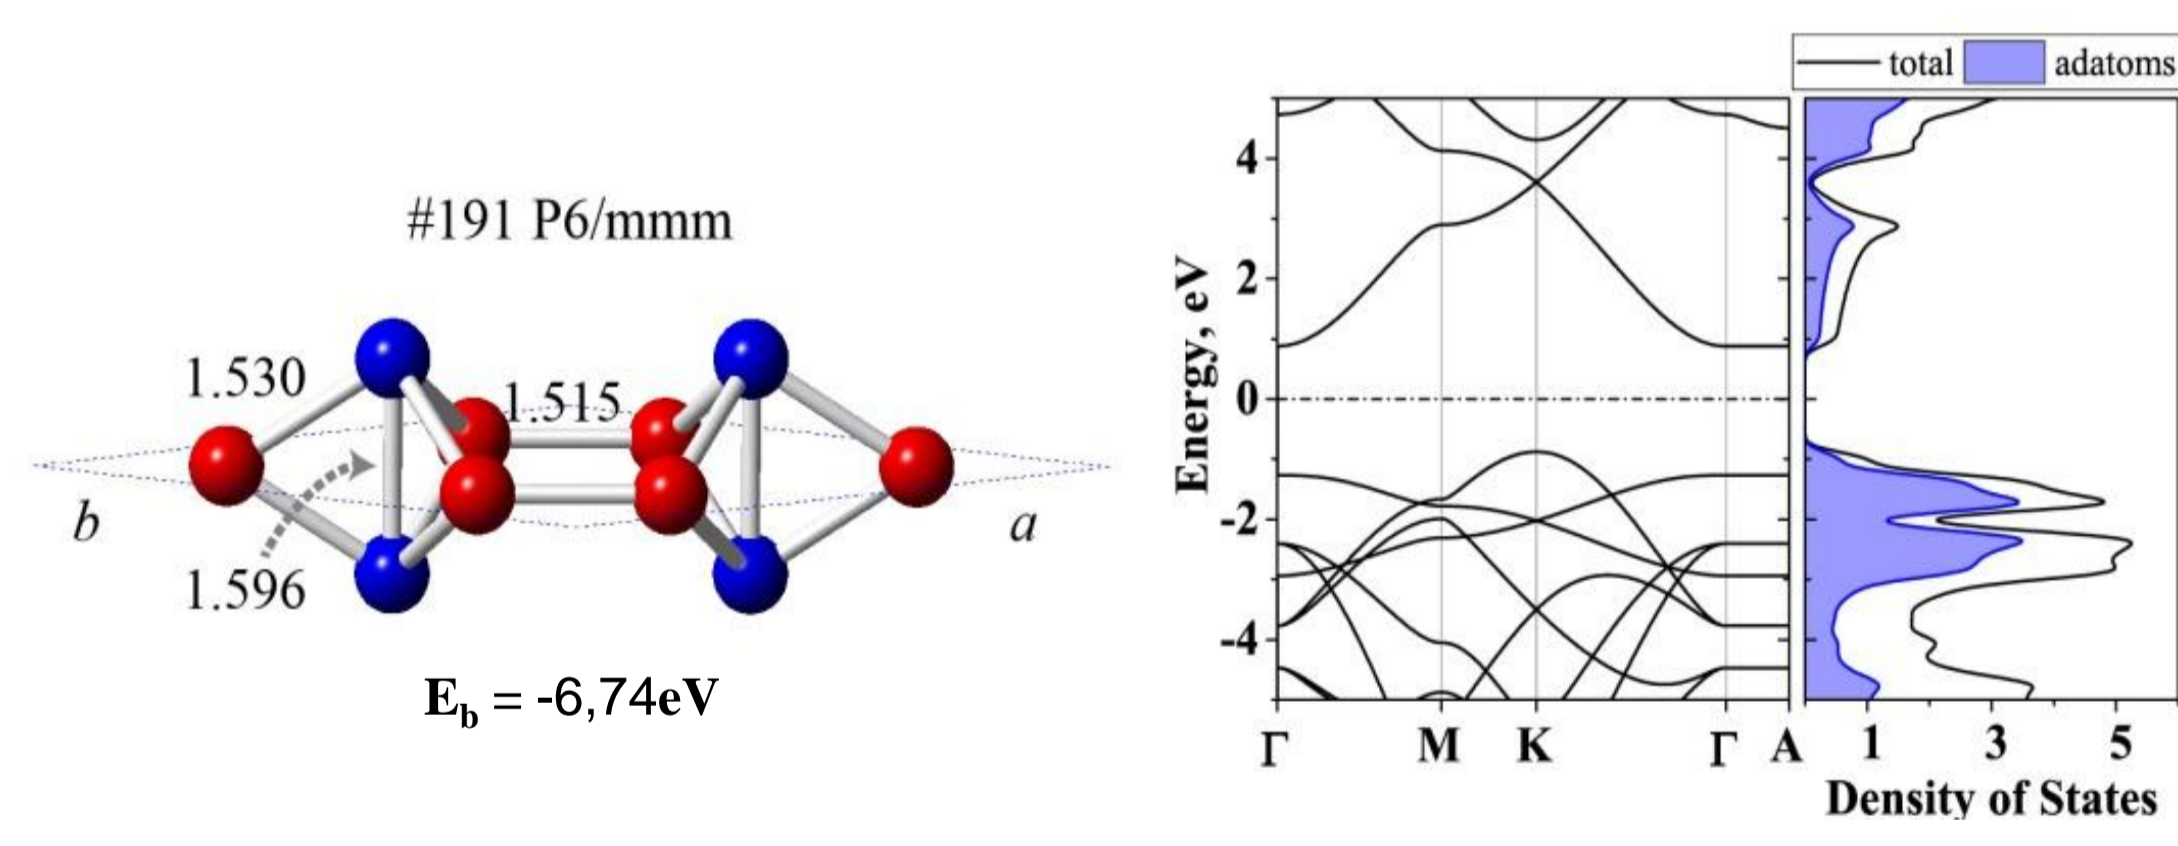 #191 P6/mmm
1.530
1.515
b
a
1.596
E_b = -6,74eV
total adatoms
Energy, eV
4
2
0
-2
-4
Γ M K Γ A
1 3 5
Density of States